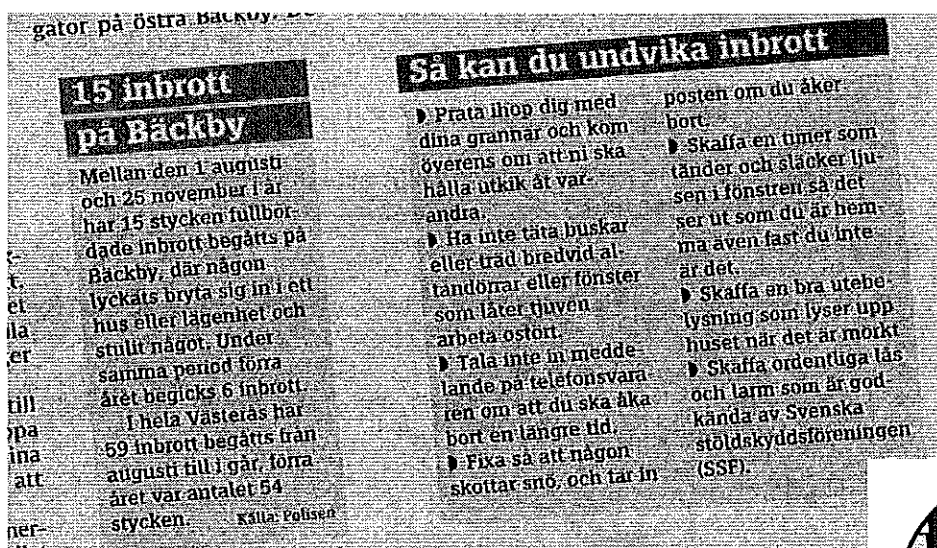 gator på östra Bäckby. De
15 inbrott
på Bäckby
Mellan den 1 augusti
och 25 november i år
har 15 stycken fullbor-
dade inbrott begåtts på
Bäckby, där någon
lyckats bryta sig in i ett
hus eller lägenhet och
stulit något. Under
samma period förra
året begicks 6 inbrott.
I hela Västerås har
59 inbrott begåtts från
augusti till i går, förra
året var antalet 54
stycken.
Källa: Polisen
Så kan du undvika inbrott
Prata ihop dig med
dina grannar och kom
överens om att ni ska
hålla utkik åt var-
andra.
Ha inte täta buskar
eller träd bredvid al-
tandörrar eller fönster
som låter tjuven
arbeta ostört.
Tala inte in medde-
lande på telefonsvara
ren om att du ska åka
bort en längre tid.
Fixa så att någon
skottar snö, och tar in
posten om du åker
bort.
Skaffa en timer som
tänder och släcker lju-
sen i fönstren så det
ser ut som du är hem-
ma även fast du inte
är det.
Skaffa en bra utebe-
lysning som lyser upp
huset när det är mörkt
Skaffa ordentliga lås
och larm som är god-
kända av Svenska
stöldskyddsföreningen
(SSF).
till
att